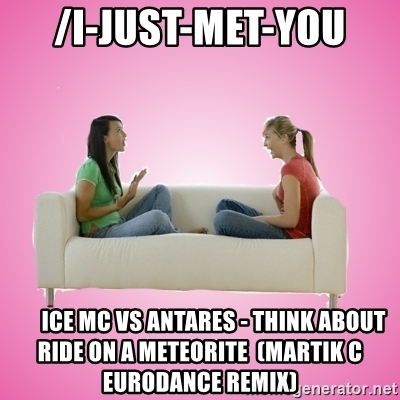 /I-JUST-MET-YOU
ICE MC VS ANTARES - THINK ABOUT
RIDE ON A METEORITE (MARTIK C
EURODANCE REMIX)
generator.net